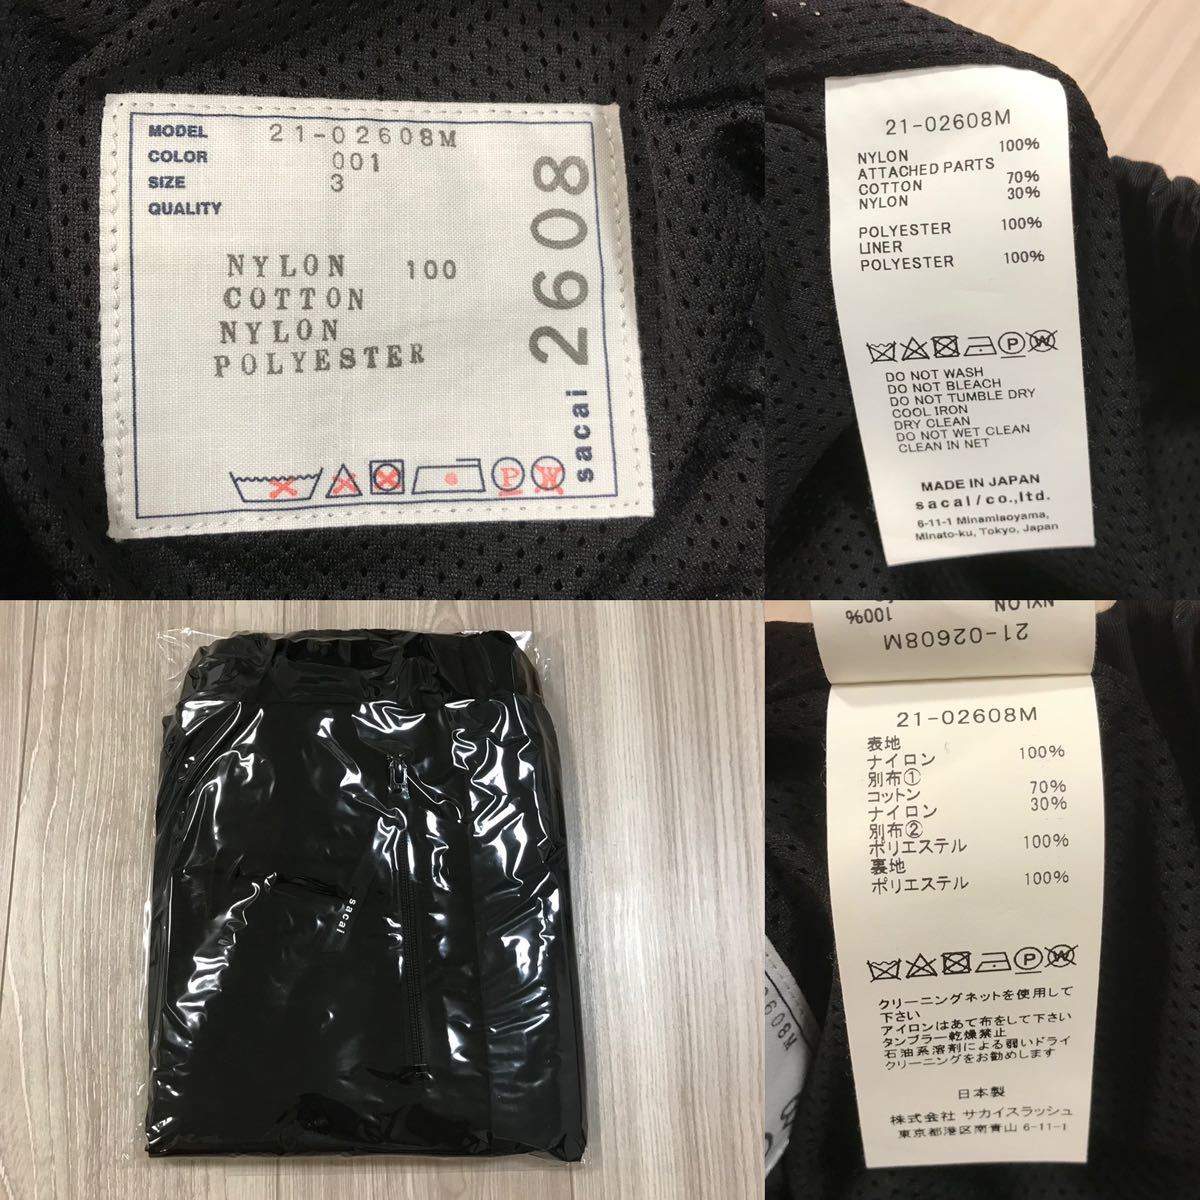 MODEL 21-02608M
COLOR 001
SIZE 3
QUALITY
NYLON 100
COTTON
NYLON
POLYESTER
2608
sacai
P W
21-02608M
NYLON 100%
ATTACHED PARTS
COTTON 70%
NYLON 30%
POLYESTER 100%
LINER
POLYESTER 100%
P W
DO NOT WASH
DO NOT BLEACH
DO NOT TUMBLE DRY
COOL IRON
DRY CLEAN
DO NOT WET CLEAN
CLEAN IN NET
MADE IN JAPAN
sacai/co.,ltd.
6-11-1 Minamiaoyama,
Minato-ku, Tokyo, Japan
sacai
NYLON 100%
21-02608M
21-02608M
表地
ナイロン 100%
別布①
コットン 70%
ナイロン 30%
別布②
ポリエステル 100%
裏地
ポリエステル 100%
P W
クリーニングネットを使用して
下さい
アイロンはあて布をして下さい
タンブラー乾燥禁止
石油系溶剤による弱いドライ
クリーニングをお勧めします
日本製
株式会社 サカイスラッシュ
東京都港区南青山 6-11-1